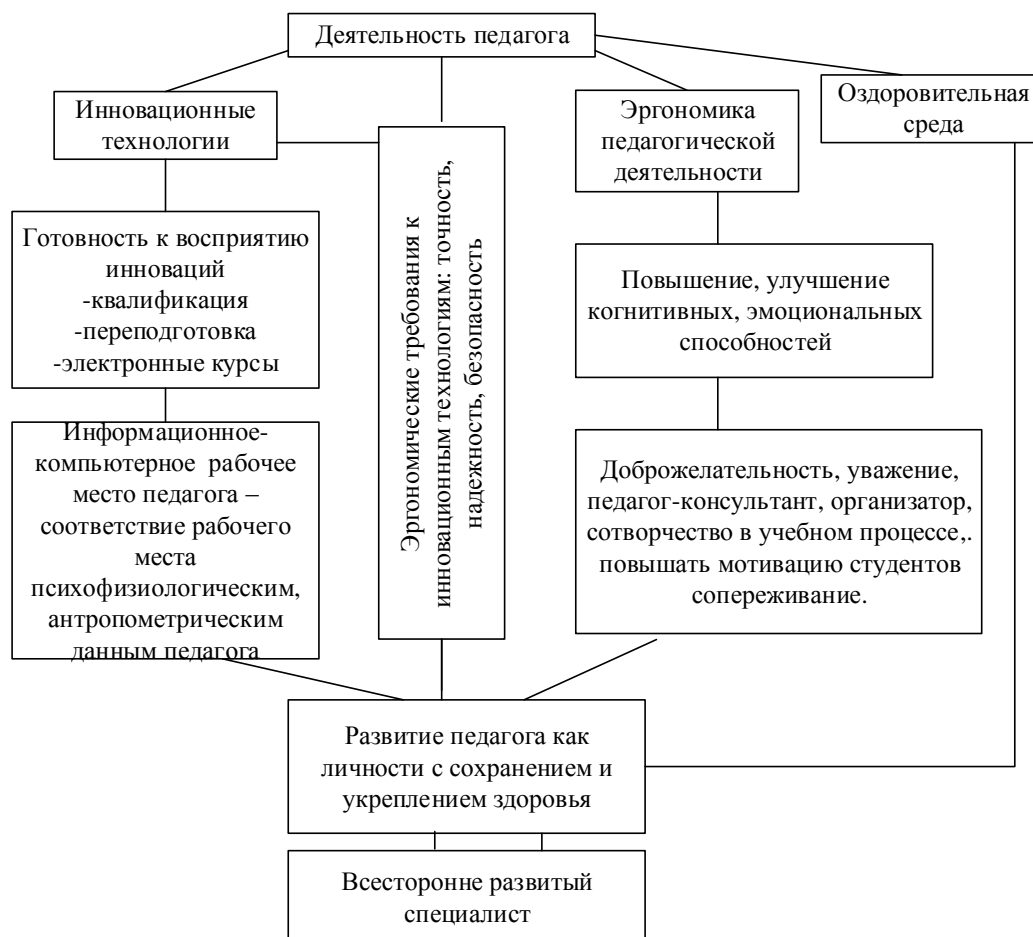 Деятельность педагога
Инновационные
технологии
Эргономика
педагогической
деятельности
Оздоровительная
среда
Готовность к восприятию
инноваций
-квалификация
-переподготовка
-электронные курсы
Эргономические требования к
инновационным технологиям: точность,
надежность, безопасность
Повышение, улучшение
когнитивных, эмоциональных
способностей
Информационное-
компьютерное рабочее
место педагога –
соответствие рабочего
места
психофизиологическим,
антропометрическим
данным педагога
Доброжелательность, уважение,
педагог-консультант, организатор,
сотворчество в учебном процессе,.
повышать мотивацию студентов
сопереживание.
Развитие педагога как
личности с сохранением и
укреплением здоровья
Всесторонне развитый
специалист